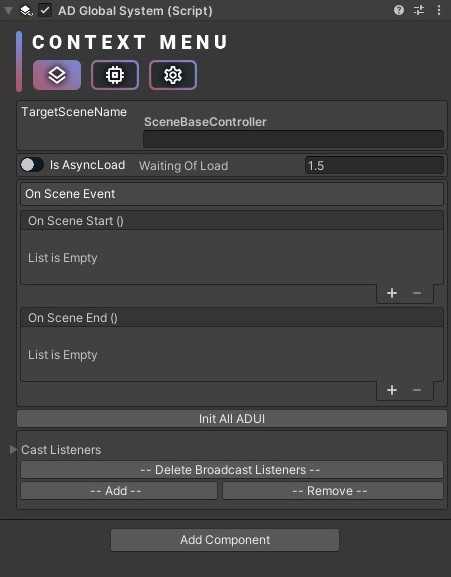 AD Global System (Script)
CONTEXT MENU
TargetSceneName
SceneBaseController
Is AsyncLoad Waiting Of Load 1.5
On Scene Event
On Scene Start ()
List is Empty
+ −
On Scene End ()
List is Empty
+ −
Init All ADUI
Cast Listeners
-- Delete Broadcast Listeners --
-- Add -- -- Remove --
Add Component